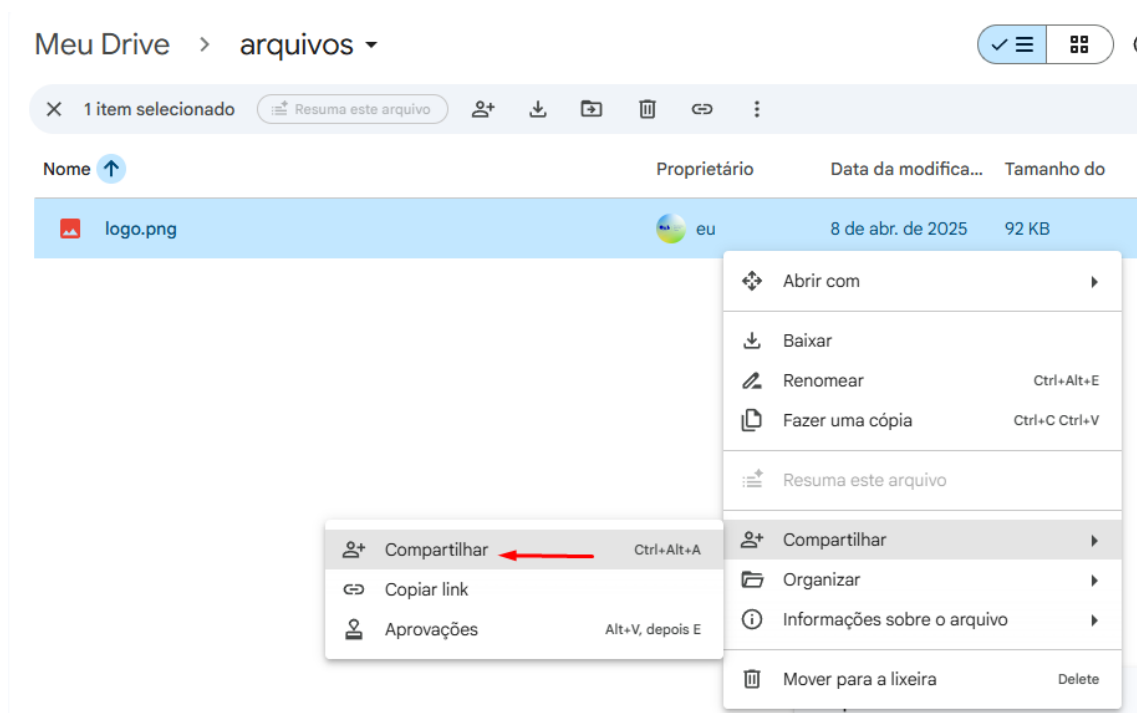 Meu Drive > arquivos
1 item selecionado Resuma este arquivo
Nome Proprietário Data da modifica... Tamanho do
logo.png eu 8 de abr. de 2025 92 KB
Abrir com
Baixar
Renomear Ctrl+Alt+E
Fazer uma cópia Ctrl+C Ctrl+V
Resuma este arquivo
Compartilhar
Organizar
Informações sobre o arquivo
Mover para a lixeira Delete
Compartilhar Ctrl+Alt+A
Copiar link
Aprovações Alt+V, depois E